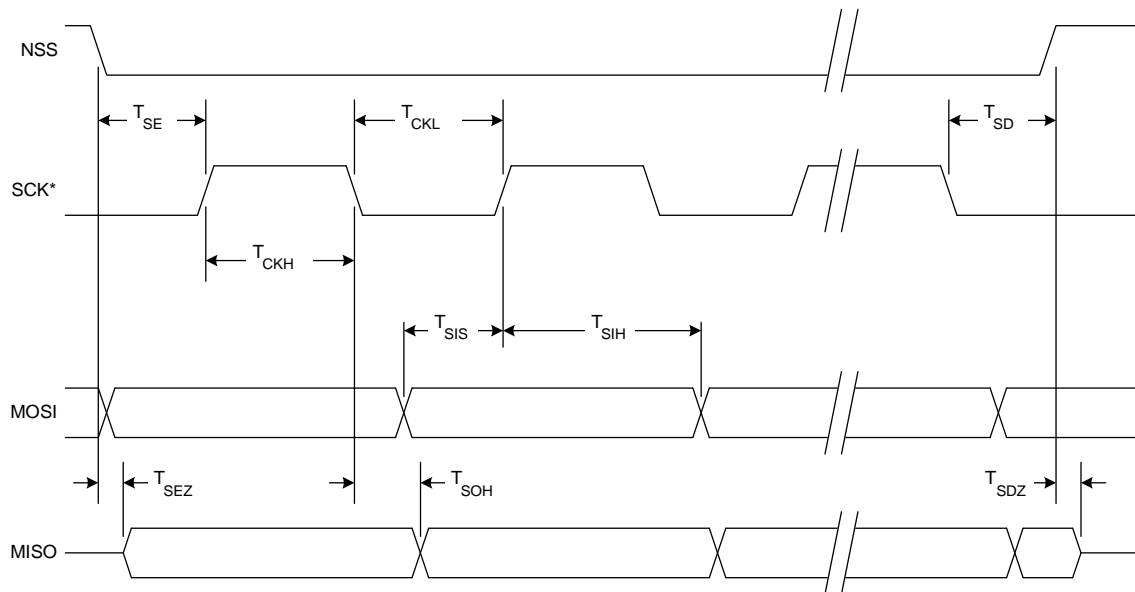 NSS
T_SE
T_CKL
T_SD
SCK*
T_CKH
T_SIS
T_SIH
MOSI
T_SEZ
T_SOH
T_SDZ
MISO